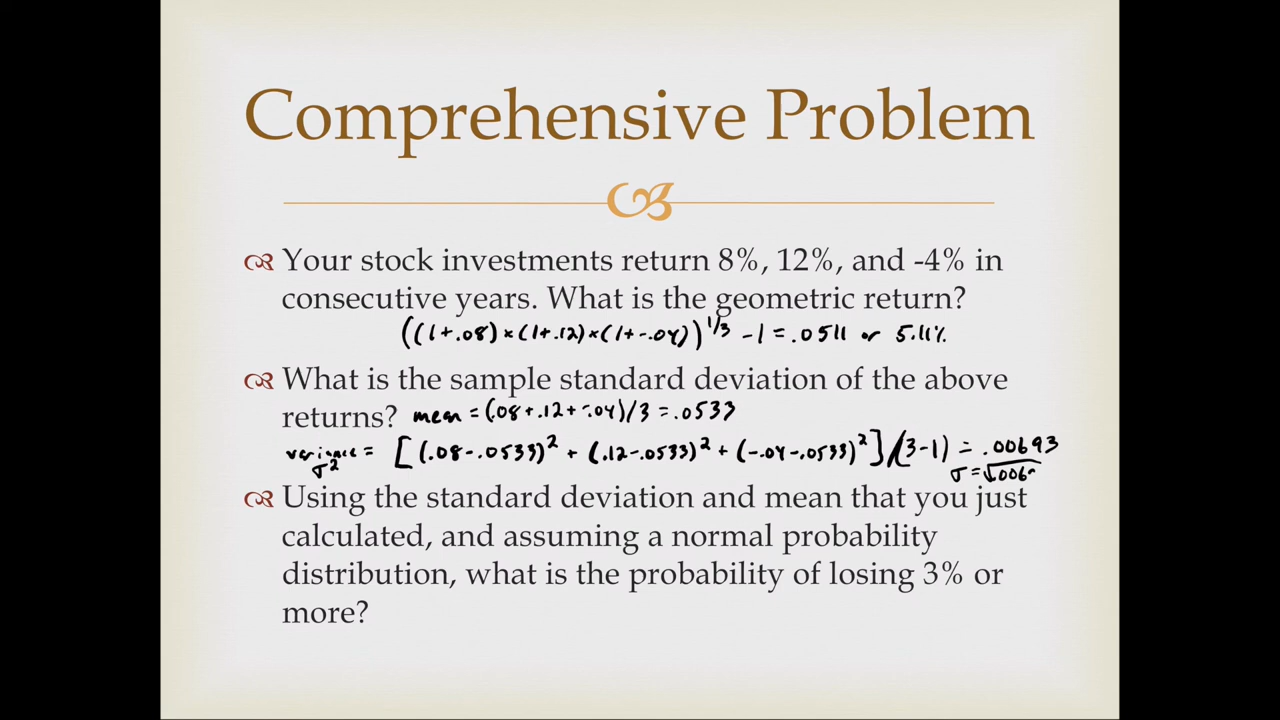 Comprehensive Problem
Your stock investments return 8%, 12%, and -4% in
consecutive years. What is the geometric return?
((1+.08)×(1+.12)×(1+-.04))^1/3 -1 = .0511 or 5.11%
What is the sample standard deviation of the above
returns? mean = (.08+.12+-.04)/3 = .0533
variance = [(.08-.0533)² + (.12-.0533)² + (-.04-.0533)²]/(3-1) = .00693
σ² σ = √.006
Using the standard deviation and mean that you just
calculated, and assuming a normal probability
distribution, what is the probability of losing 3% or
more?